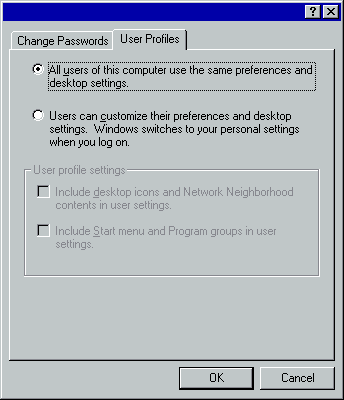 Change Passwords
User Profiles
All users of this computer use the same preferences and
desktop settings.
Users can customize their preferences and desktop
settings. Windows switches to your personal settings
when you log on.
User profile settings
Include desktop icons and Network Neighborhood
contents in user settings.
Include Start menu and Program groups in user
settings.
OK
Cancel